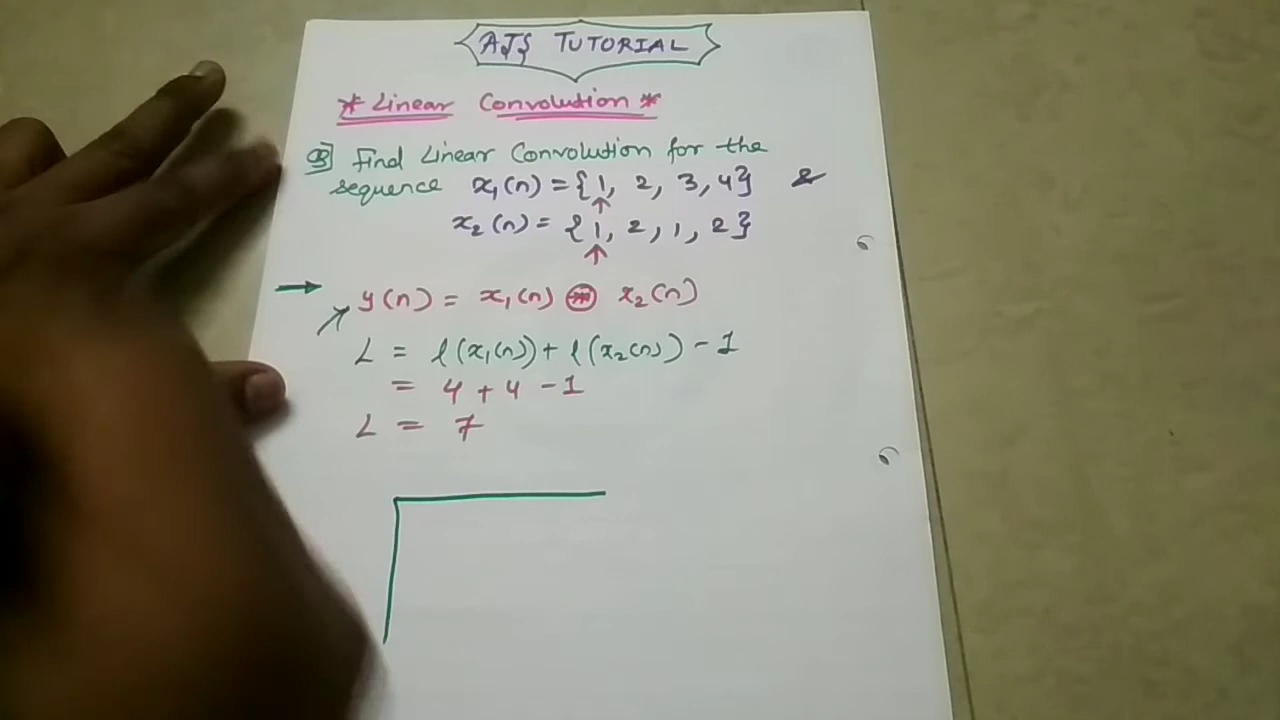 AJS TUTORIAL
* Linear Convolution *
Q] Find Linear Convolution for the
sequence x₁(n) = {1, 2, 3, 4} &
↑
x₂(n) = {1, 2, 1, 2}
↑
→ y(n) = x₁(n) ⊛ x₂(n)
L = l(x₁(n)) + l(x₂(n)) - 1
= 4 + 4 - 1
L = 7